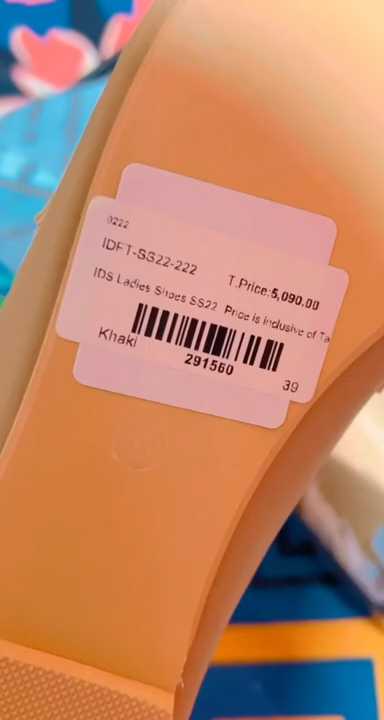 0222
IDFT-SS22-222
T.Price:5,090.00
IDS Ladies Shoes SS22 Price is inclusive of Ta
Khaki
291560
39